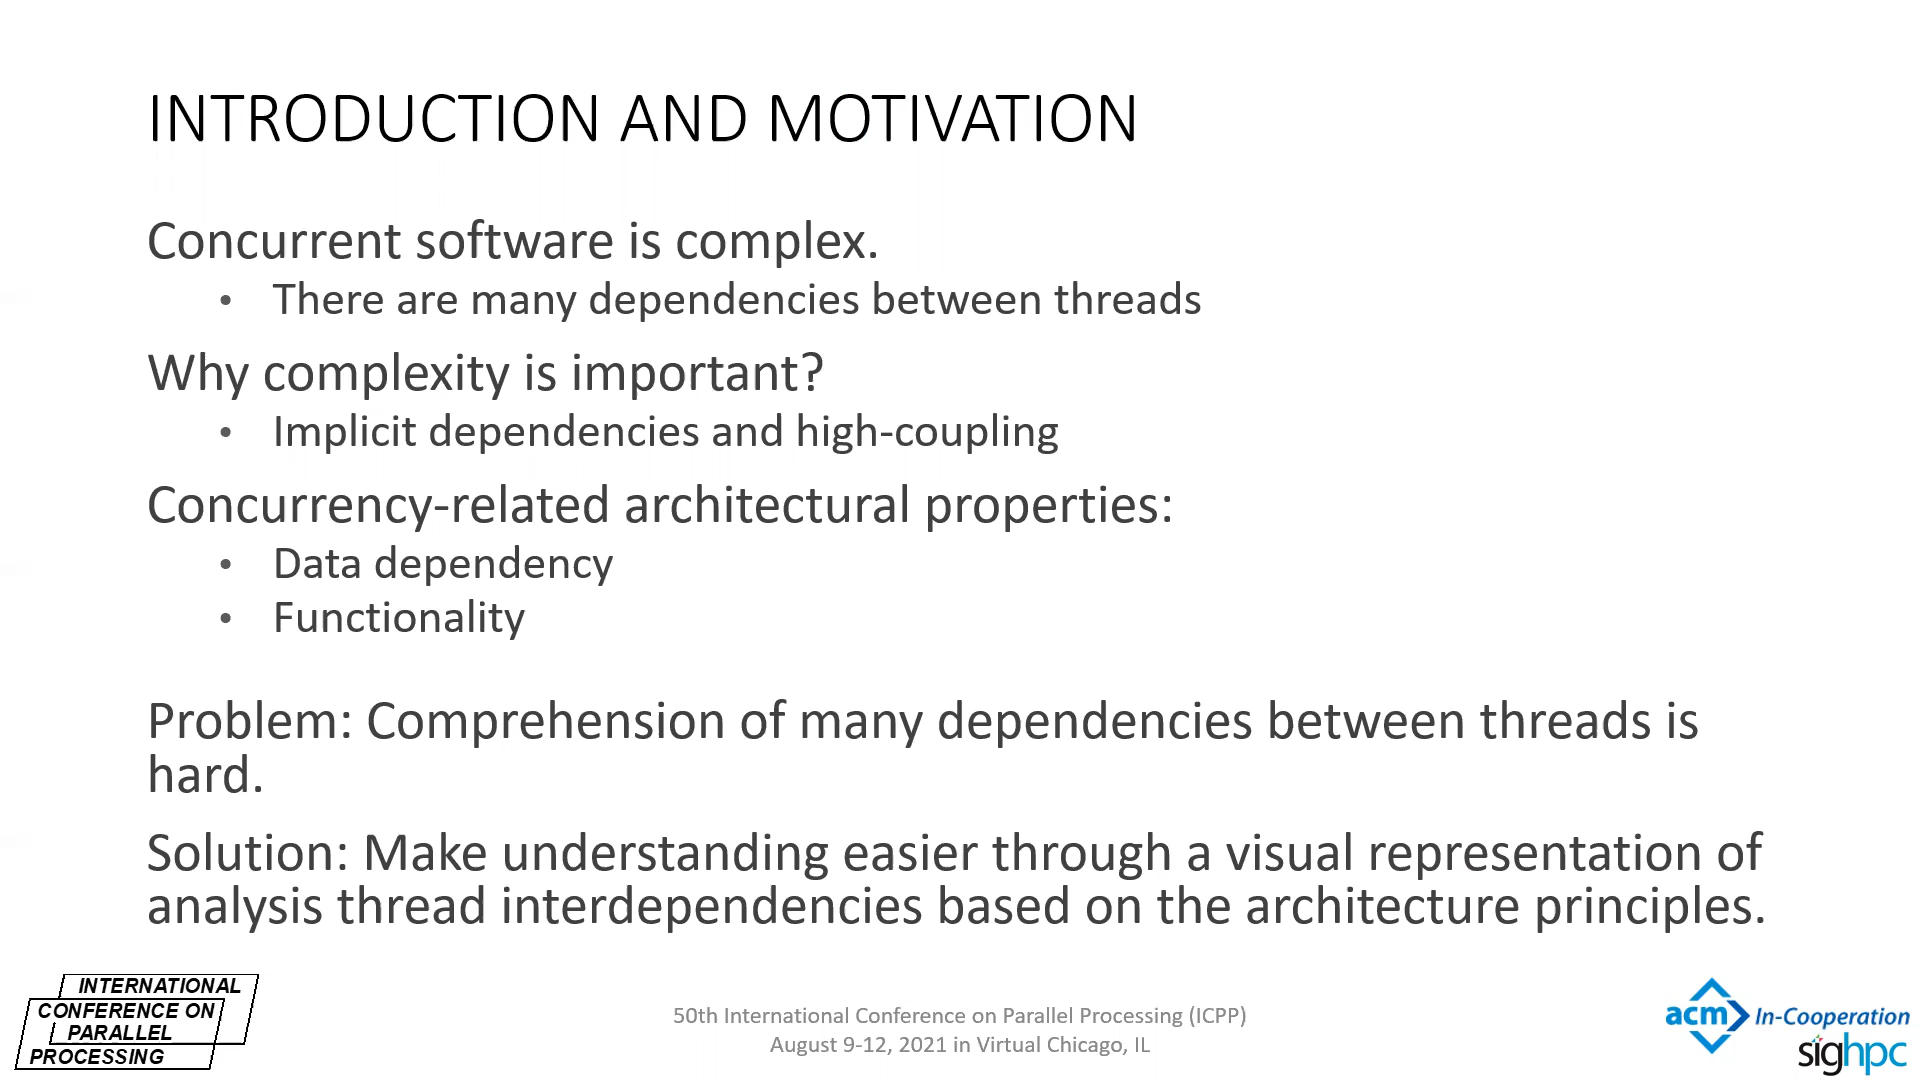 INTRODUCTION AND MOTIVATION
Concurrent software is complex.
• There are many dependencies between threads
Why complexity is important?
• Implicit dependencies and high-coupling
Concurrency-related architectural properties:
• Data dependency
• Functionality
Problem: Comprehension of many dependencies between threads is
hard.
Solution: Make understanding easier through a visual representation of
analysis thread interdependencies based on the architecture principles.
INTERNATIONAL
CONFERENCE ON
PARALLEL
PROCESSING
50th International Conference on Parallel Processing (ICPP)
August 9-12, 2021 in Virtual Chicago, IL
acm In-Cooperation
sighpc